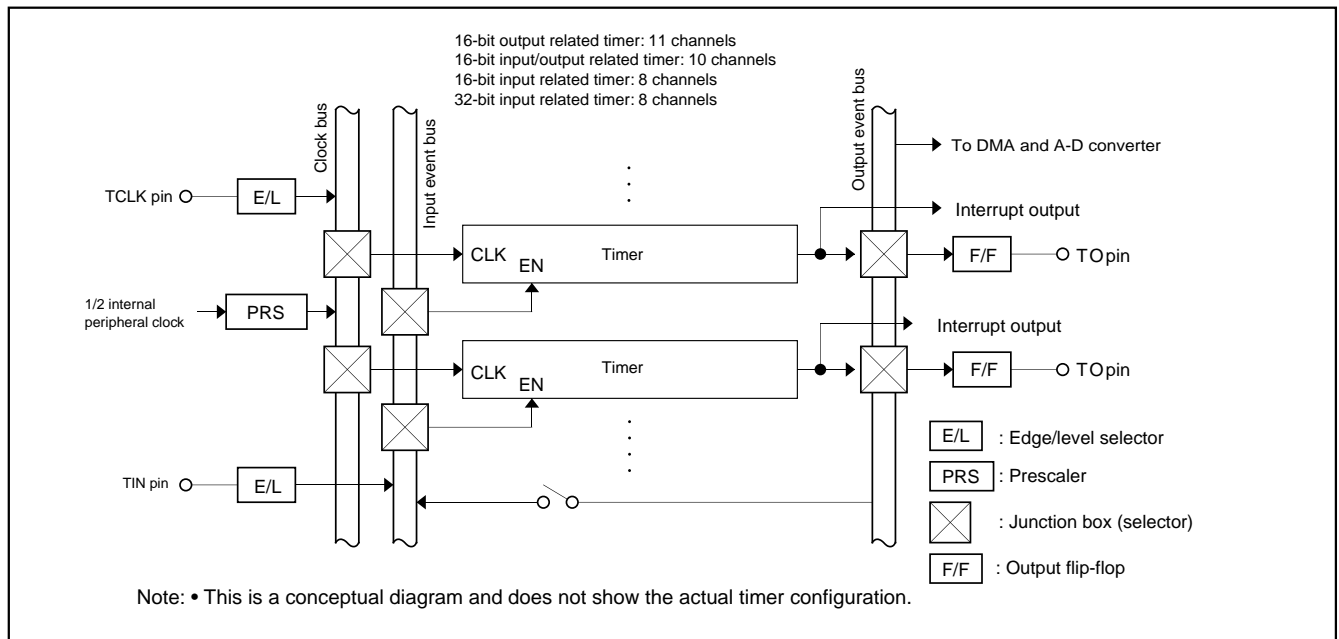 16-bit output related timer: 11 channels
16-bit input/output related timer: 10 channels
16-bit input related timer: 8 channels
32-bit input related timer: 8 channels
Clock bus
Input event bus
Output event bus
To DMA and A-D converter
TCLK pin
E/L
Interrupt output
CLK
EN
Timer
F/F
TO pin
1/2 internal
peripheral clock
PRS
Interrupt output
CLK
EN
Timer
F/F
TO pin
TIN pin
E/L
E/L : Edge/level selector
PRS : Prescaler
: Junction box (selector)
F/F : Output flip-flop
Note: • This is a conceptual diagram and does not show the actual timer configuration.